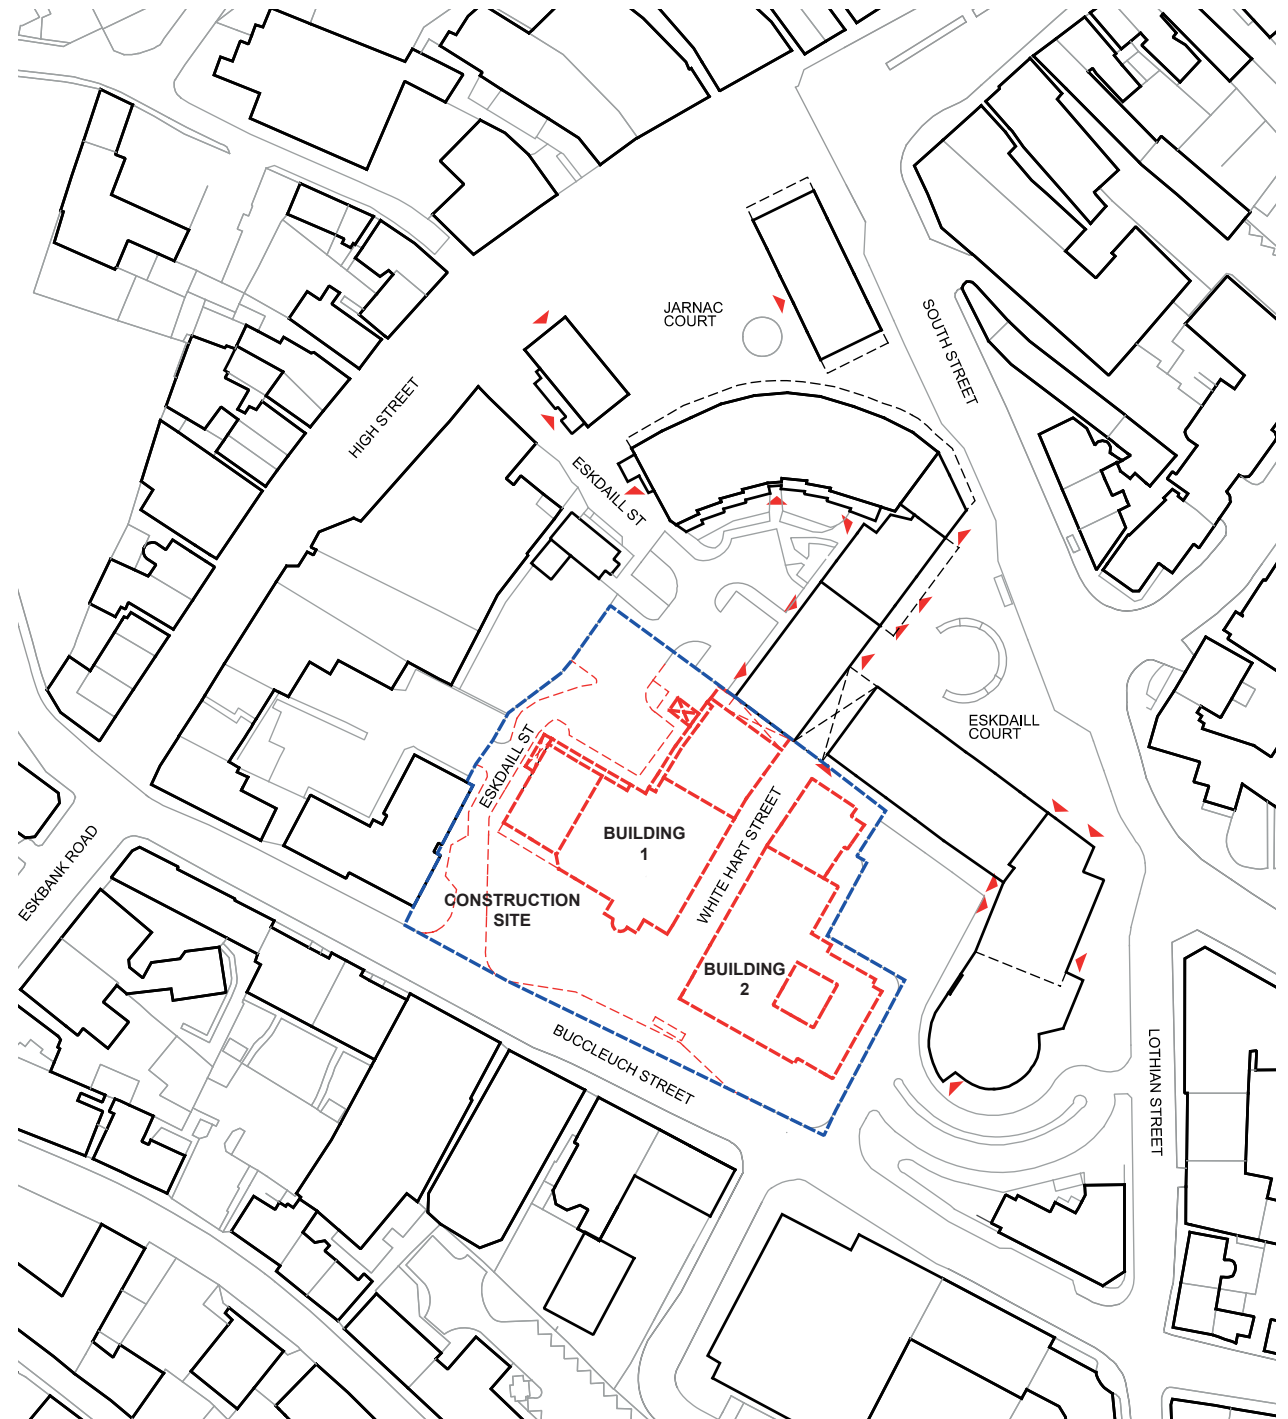 JARNAC
COURT
SOUTH STREET
HIGH STREET
ESKDAILL ST
ESKDAILL
COURT
ESKDAILL ST
WHITE HART STREET
BUILDING
1
ESKBANK ROAD
CONSTRUCTION
SITE
BUILDING
2
BUCCLEUCH STREET
LOTHIAN STREET